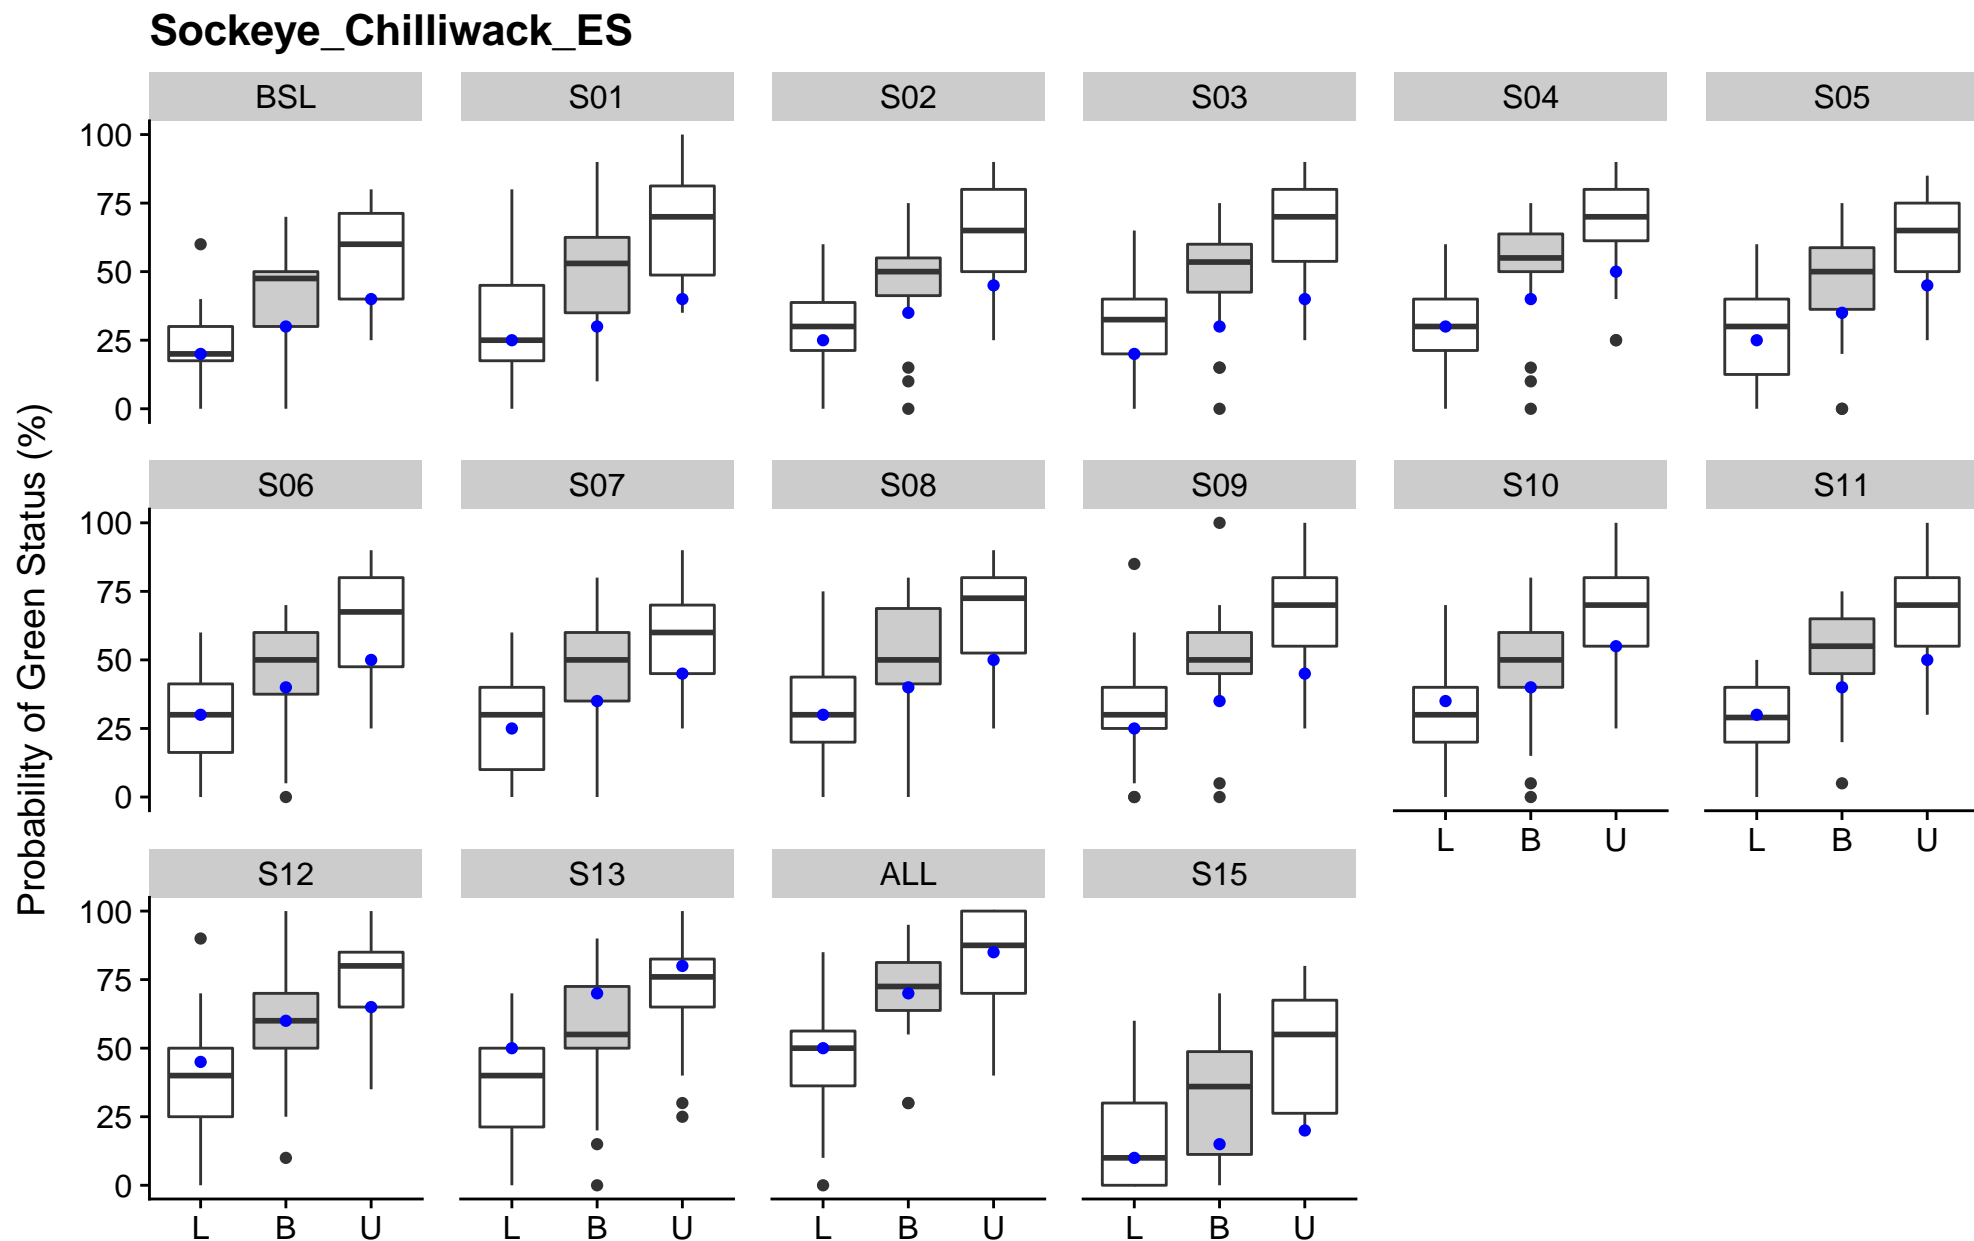 Sockeye_Chilliwack_ES
BSL S01 S02 S03 S04 S05
100
75
50
25
0
S06 S07 S08 S09 S10 S11
100
75
50
25
0
L B U L B U
S12 S13 ALL S15
100
75
50
25
0
L B U L B U L B U L B U
Probability of Green Status (%)